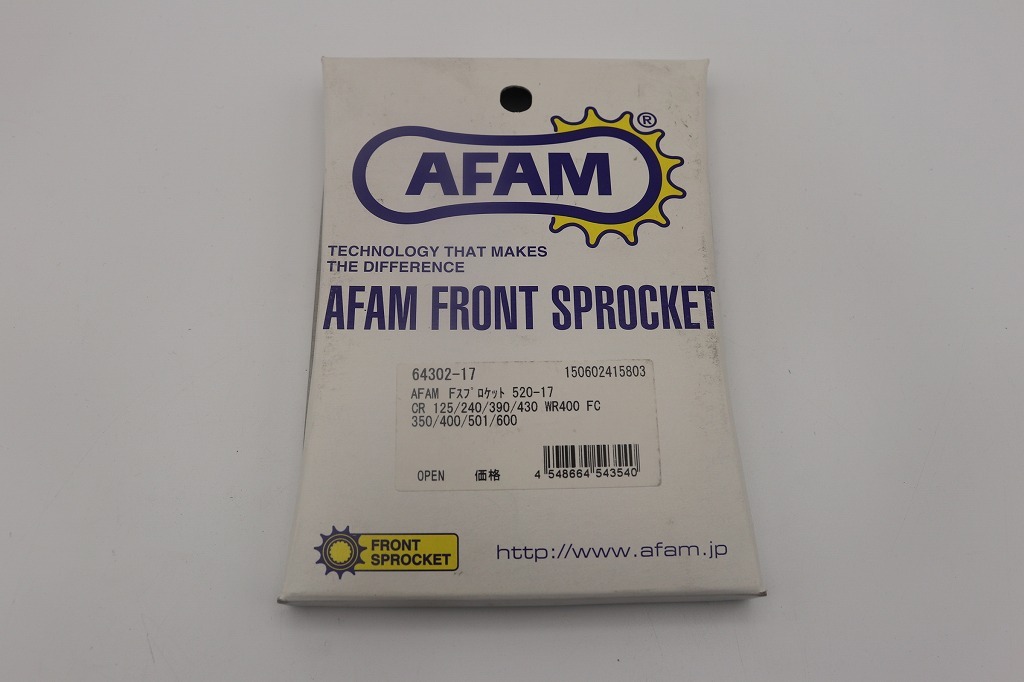 AFAM®
TECHNOLOGY THAT MAKES
THE DIFFERENCE
AFAM FRONT SPROCKET
64302-17 150602415803
AFAM Fスプロケット 520-17
CR 125/240/390/430 WR400 FC
350/400/501/600
OPEN 価格
4 548664 543540
FRONT
SPROCKET
http://www.afam.jp